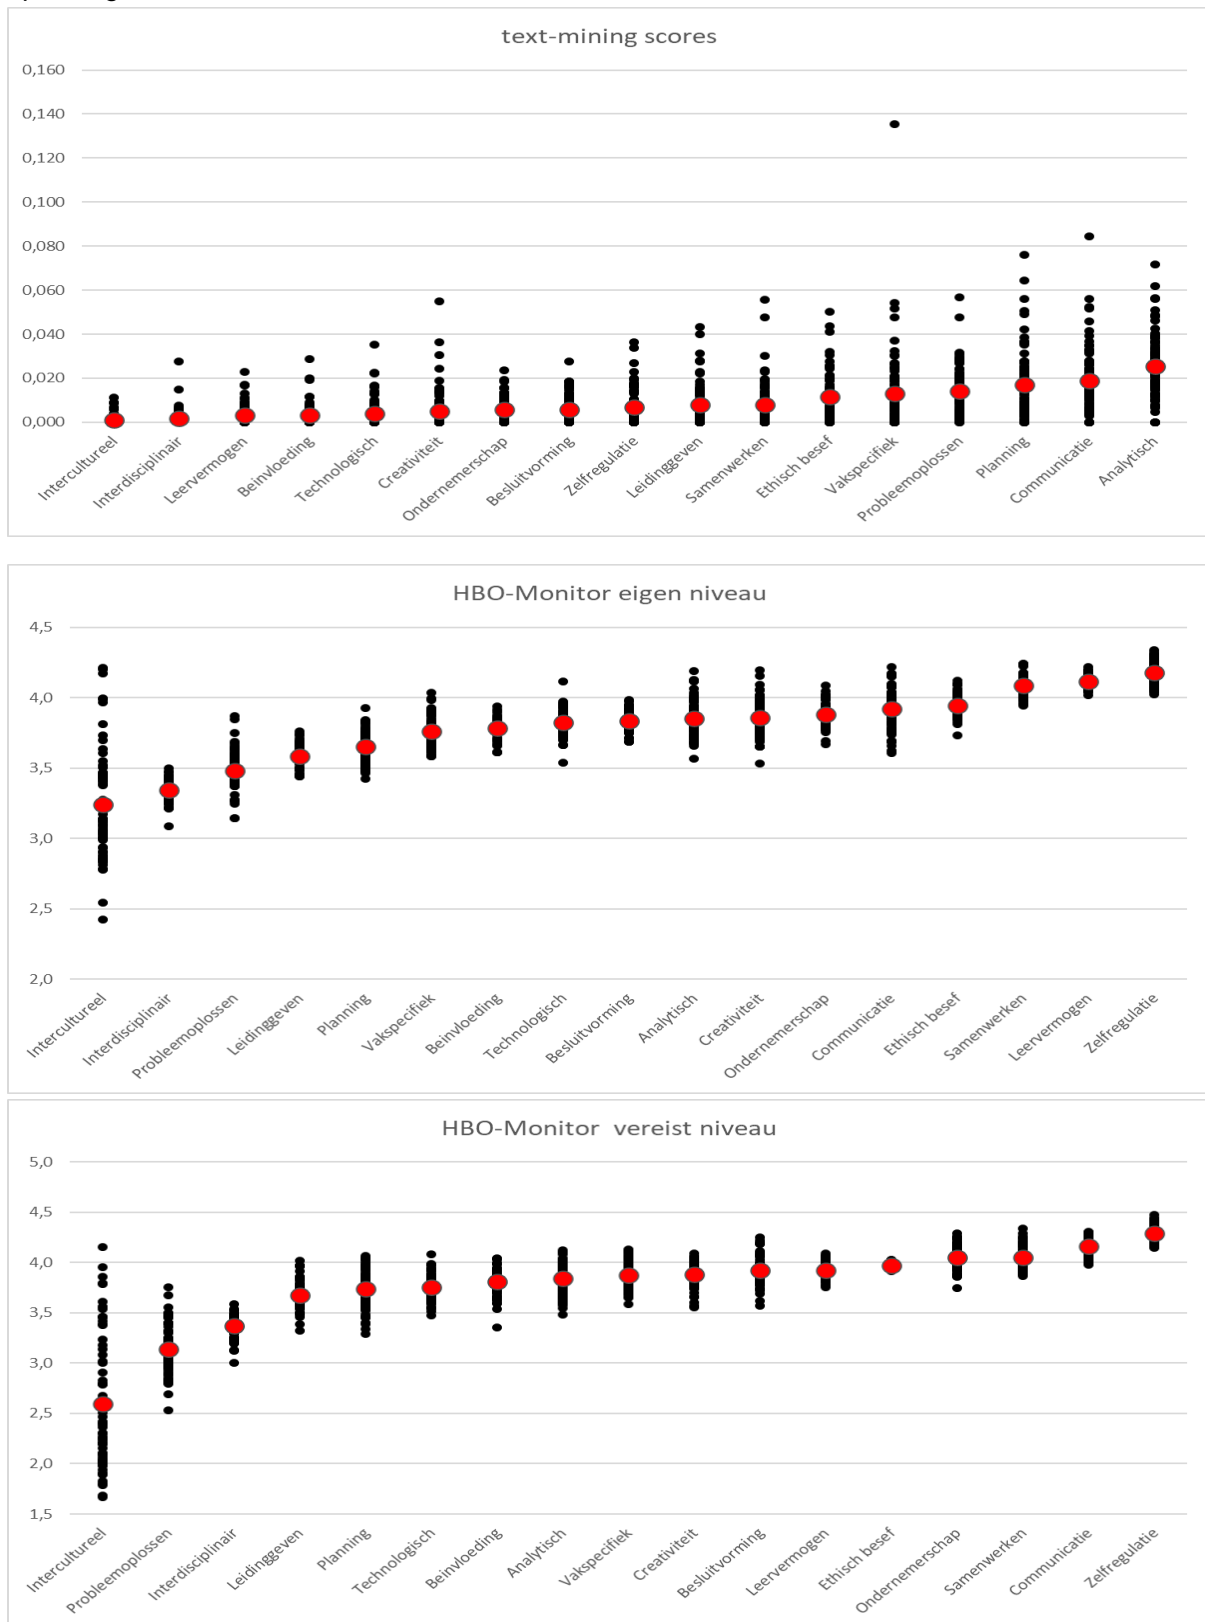 text-mining scores
0,160
0,140
0,120
0,100
0,080
0,060
0,040
0,020
0,000
Intercultureel
Interdisciplinair
Leervermogen
Beinvloeding
Technologisch
Creativiteit
Ondernemerschap
Besluitvorming
Zelfregulatie
Leidinggeven
Samenwerken
Ethisch besef
Vakspecifiek
Probleemoplossen
Planning
Communicatie
Analytisch
HBO-Monitor eigen niveau
4,5
4,0
3,5
3,0
2,5
2,0
Intercultureel
Interdisciplinair
Probleemoplossen
Leidinggeven
Planning
Vakspecifiek
Beinvloeding
Technologisch
Besluitvorming
Analytisch
Creativiteit
Ondernemerschap
Communicatie
Ethisch besef
Samenwerken
Leervermogen
Zelfregulatie
HBO-Monitor vereist niveau
5,0
4,5
4,0
3,5
3,0
2,5
2,0
1,5
Intercultureel
Probleemoplossen
Interdisciplinair
Leidinggeven
Planning
Technologisch
Beinvloeding
Analytisch
Vakspecifiek
Creativiteit
Besluitvorming
Leervermogen
Ethisch besef
Ondernemerschap
Samenwerken
Communicatie
Zelfregulatie